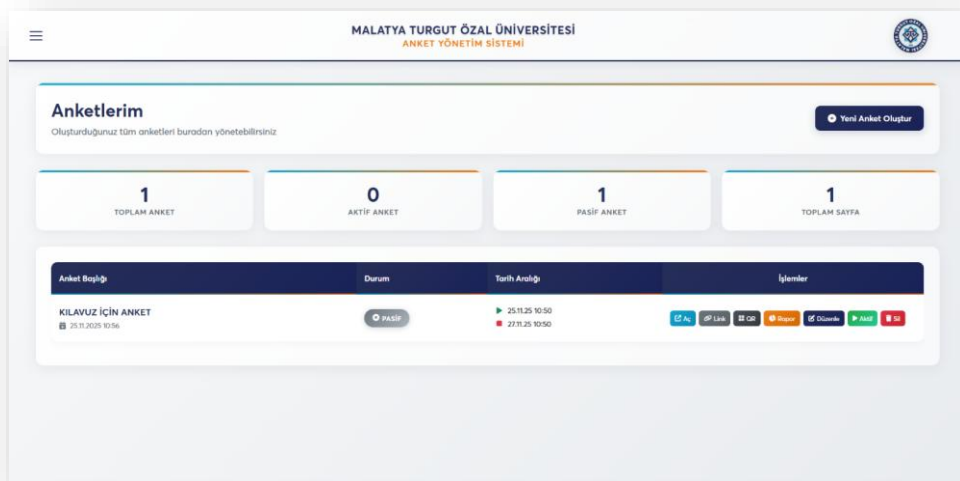 MALATYA TURGUT ÖZAL ÜNİVERSİTESİ
ANKET YÖNETİM SİSTEMİ
Anketlerim
Oluşturduğunuz tüm anketleri buradan yönetebilirsiniz
Yeni Anket Oluştur
1
TOPLAM ANKET
0
AKTİF ANKET
1
PASİF ANKET
1
TOPLAM SAYFA
Anket Başlığı Durum Tarih Aralığı İşlemler
KILAVUZ İÇİN ANKET
25.11.2025 10:56
PASİF
25.11.25 10:50
27.11.25 10:50
Aç Link QR Rapor Düzenle Aktif Sil